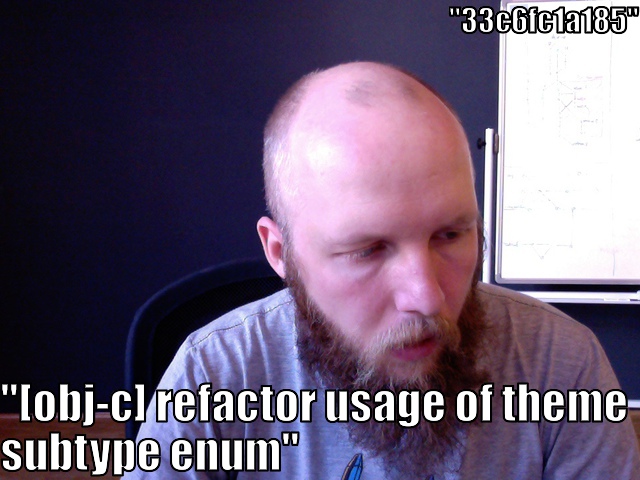 "33c6fc1a185"
"[obj-c] refactor usage of theme
subtype enum"